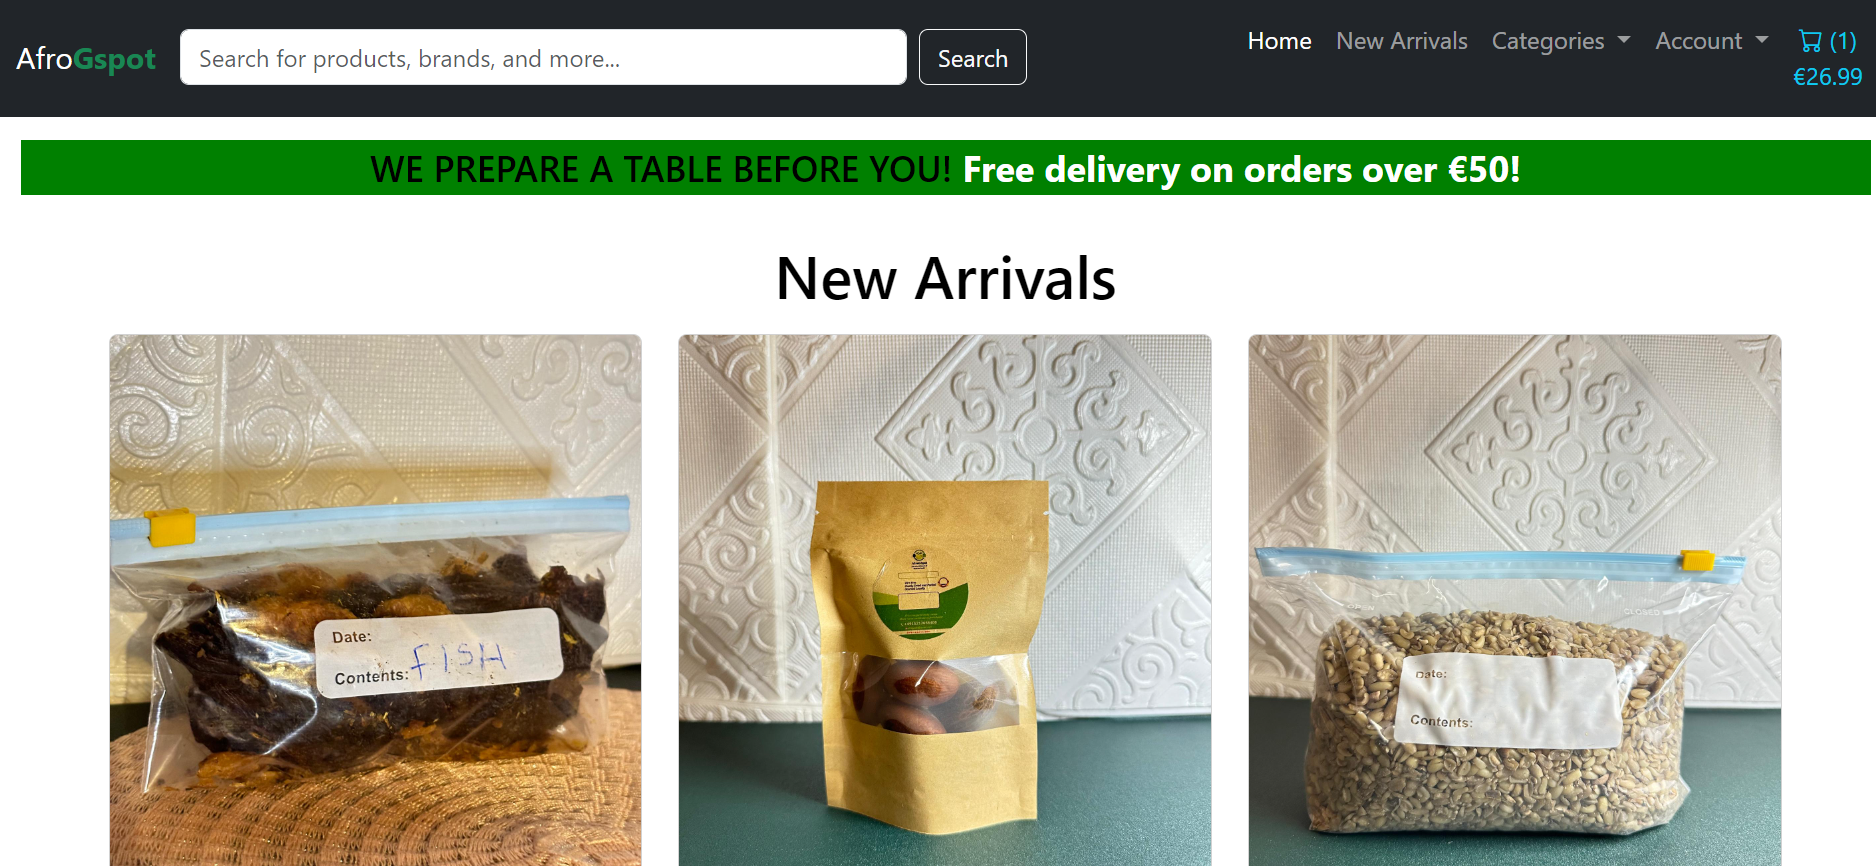 AfroGspot
Search for products, brands, and more...
Search
Home
New Arrivals
Categories
Account
(1)
€26.99
WE PREPARE A TABLE BEFORE YOU! Free delivery on orders over €50!
New Arrivals
Date:
Contents: FISH
CLOSED
Date:
Contents: